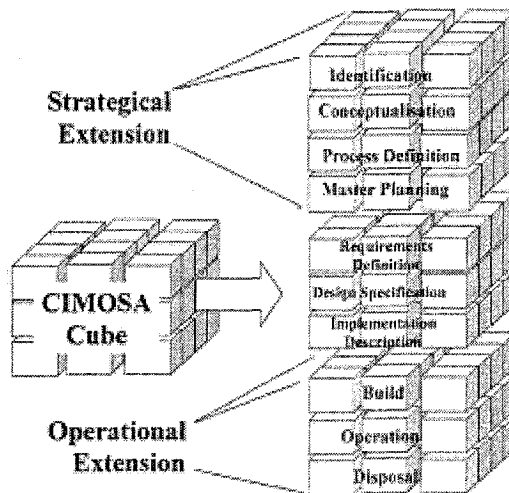 Strategical
Extension
CIMOSA
Cube
Operational
Extension
Identification
Conceptualisation
Process Definition
Master Planning
Requirements
Definition
Design Specification
Implementation
Description
Build
Operation
Disposal